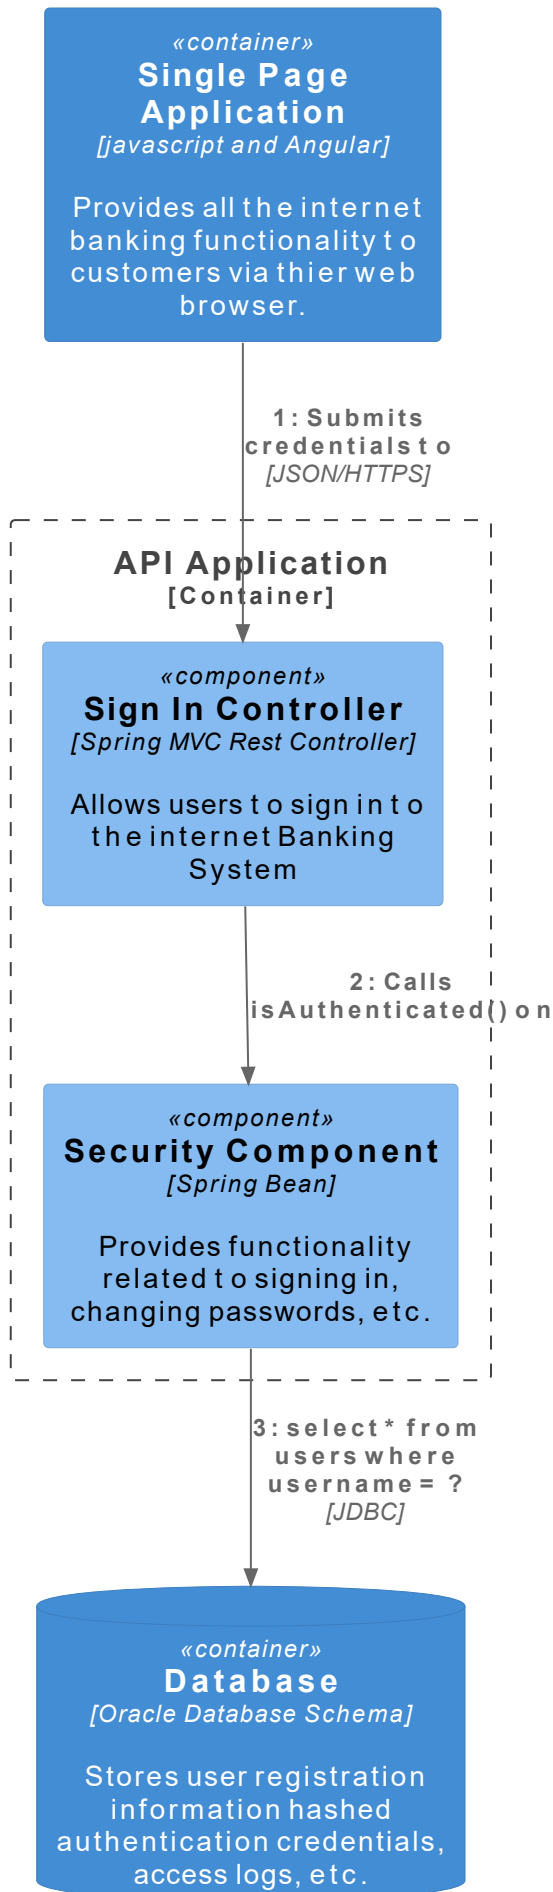 «container»
Single Page
Application
[javascript and Angular]
Provides all the internet
banking functionality to
customers via thier web
browser.
1: Submits
credentials to
[JSON/HTTPS]
API Application
[Container]
«component»
Sign In Controller
[Spring MVC Rest Controller]
Allows users to sign in to
the internet Banking
System
2: Calls
isAuthenticated() on
«component»
Security Component
[Spring Bean]
Provides functionality
related to signing in,
changing passwords, etc.
3: select * from
users where
username = ?
[JDBC]
«container»
Database
[Oracle Database Schema]
Stores user registration
information hashed
authentication credentials,
access logs, etc.